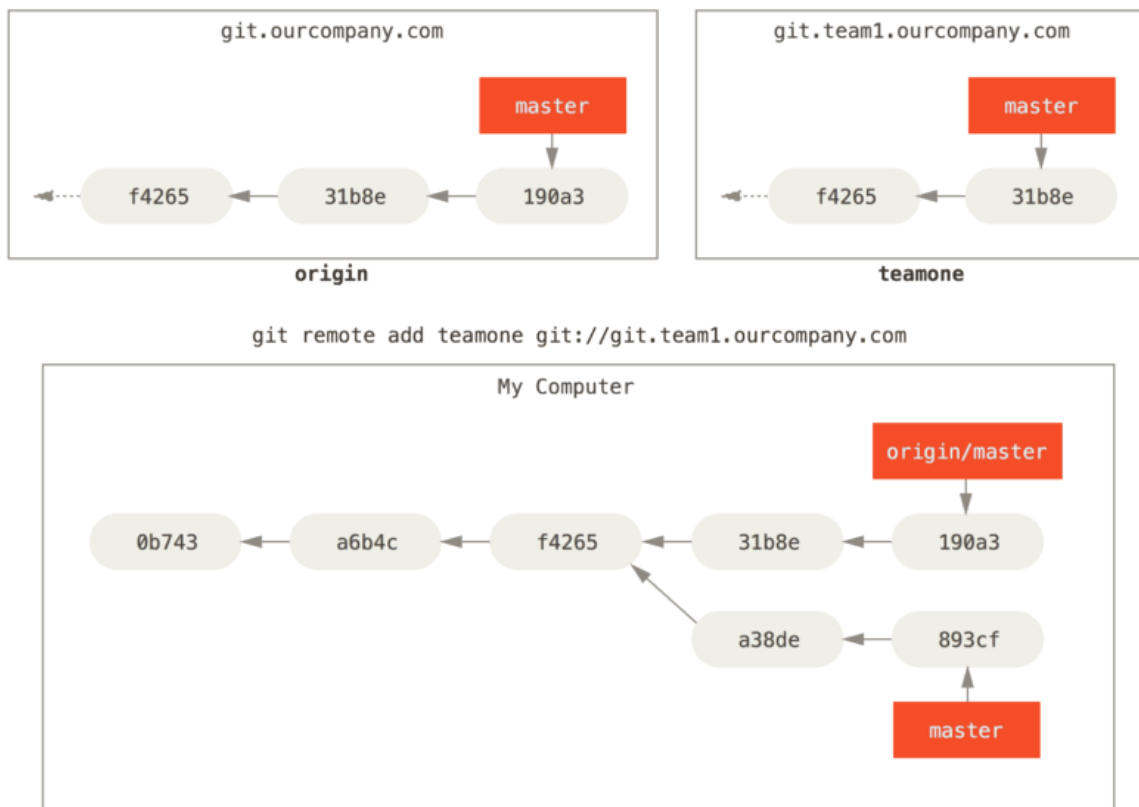 git.ourcompany.com
master
f4265
31b8e
190a3
origin
git.team1.ourcompany.com
master
f4265
31b8e
teamone
git remote add teamone git://git.team1.ourcompany.com
My Computer
origin/master
0b743
a6b4c
f4265
31b8e
190a3
a38de
893cf
master